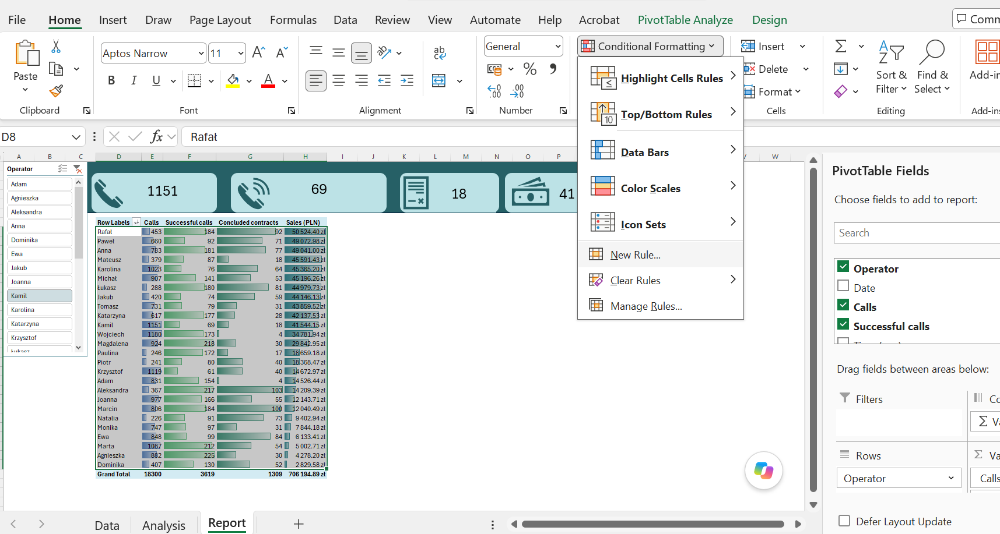 File Home Insert Draw Page Layout Formulas Data Review View Automate Help Acrobat PivotTable Analyze Design
Paste
Clipboard
Aptos Narrow 11
B I U A
Font
ab
Alignment
General
%
Number
Conditional Formatting
Highlight Cells Rules
Top/Bottom Rules
Data Bars
Color Scales
Icon Sets
New Rule...
Clear Rules
Manage Rules...
Insert
Delete
Format
Cells
Sort & Filter
Find & Select
Editing
D8 fx Rafał
A B C D E F G H I J K L M N O P W
Operator
Adam
Agnieszka
Aleksandra
Anna
Dominika
Ewa
Jakub
Joanna
Kamil
Karolina
Katarzyna
Krzysztof
Łukasz
1151 69 18 41
Row Labels Calls Successful calls Concluded contracts Sales (PLN)
Rafał 453 184 92 50 524.40 zł
Paweł 660 92 71 49 072.98 zł
Anna 783 181 77 49 041.00 zł
Mateusz 379 87 18 45 591.43 zł
Karolina 1023 76 64 45 365.20 zł
Michał 907 141 53 45 196.26 zł
Łukasz 288 180 81 44 979.73 zł
Jakub 420 74 59 44 146.13 zł
Tomasz 731 79 31 43 859.52 zł
Katarzyna 617 177 28 42 137.53 zł
Kamil 1151 69 18 41 544.15 zł
Wojciech 1180 173 4 34 781.94 zł
Magdalena 924 218 30 29 842.95 zł
Paulina 246 172 17 18 659.18 zł
Piotr 241 80 40 18 368.47 zł
Krzysztof 1119 61 40 14 672.97 zł
Adam 831 154 4 14 526.44 zł
Aleksandra 367 217 103 14 209.39 zł
Joanna 977 166 55 12 143.71 zł
Marcin 806 184 100 12 040.49 zł
Natalia 226 91 73 9 402.94 zł
Monika 747 97 31 7 844.18 zł
Ewa 848 99 84 6 133.41 zł
Marta 1087 212 54 5 002.71 zł
Agnieszka 882 225 30 4 278.20 zł
Dominika 407 130 52 2 829.58 zł
Grand Total 18300 3619 1309 706 194.89 zł
PivotTable Fields
Choose fields to add to report:
Search
Operator
Date
Calls
Successful calls
Drag fields between areas below:
Filters
Rows
Operator
Calls
Defer Layout Update
Data Analysis Report